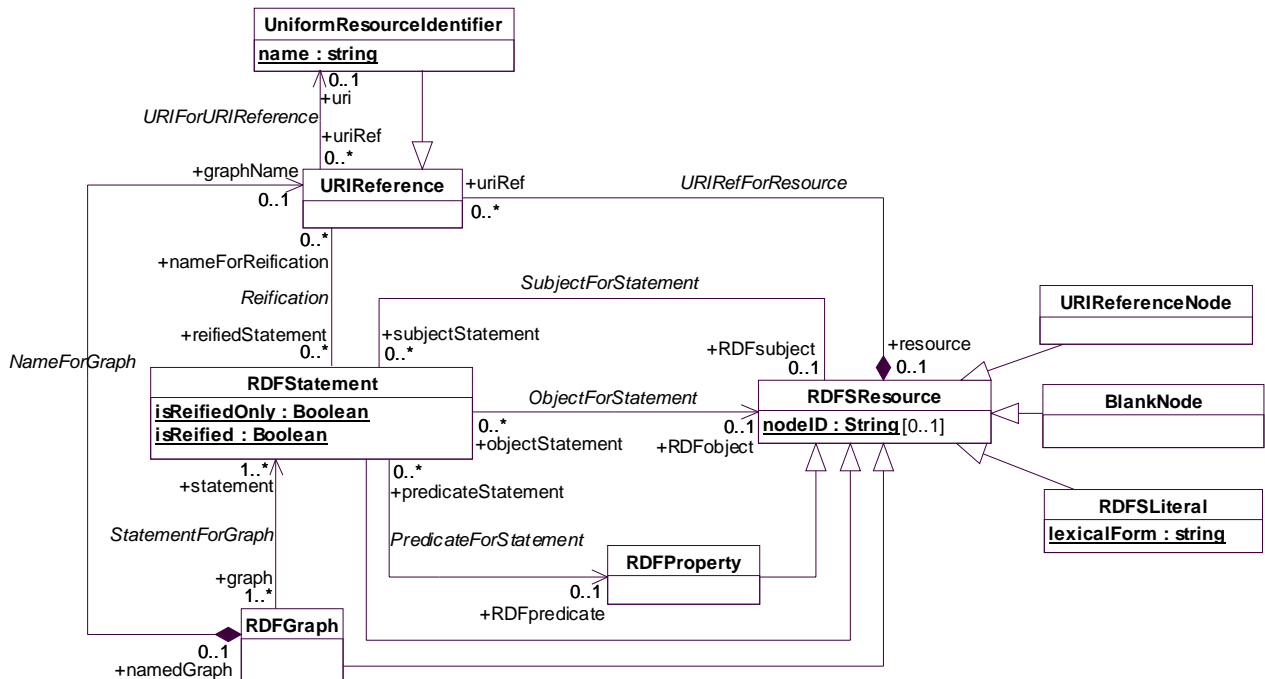 UniformResourceIdentifier
name : string
0..1
+uri
URIForURIReference
+uriRef
0..*
+graphName
0..1
URIReference
+uriRef
0..*
URIRefForResource
0..*
+nameForReification
Reification
+reifiedStatement
0..*
SubjectForStatement
+subjectStatement
0..*
+RDFsubject
0..1
+resource
0..1
URIReferenceNode
NameForGraph
RDFStatement
isReifiedOnly : Boolean
isReified : Boolean
ObjectForStatement
0..*
+objectStatement
0..1
+RDFobject
RDFSResource
nodeID : String[0..1]
BlankNode
1..*
+statement
0..*
+predicateStatement
RDFSLiteral
lexicalForm : string
StatementForGraph
PredicateForStatement
RDFProperty
0..1
+RDFpredicate
+graph
1..*
RDFGraph
0..1
+namedGraph